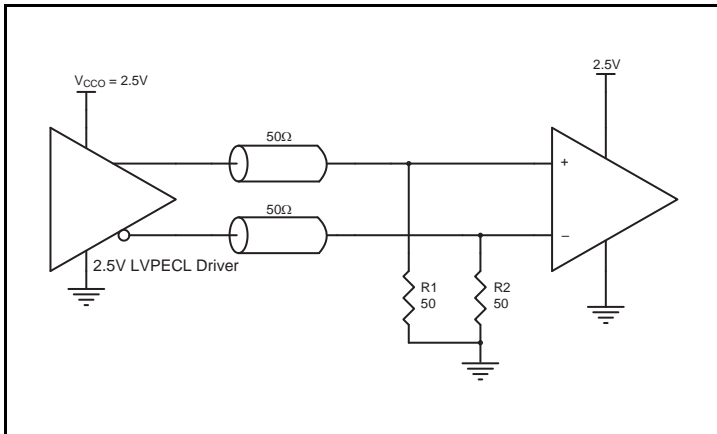 V_CCO = 2.5V
2.5V
50Ω
+
50Ω
–
2.5V LVPECL Driver
R1
50
R2
50